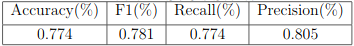 Accuracy(%) F1(%) Recall(%) Precision(%)
0.774 0.781 0.774 0.805